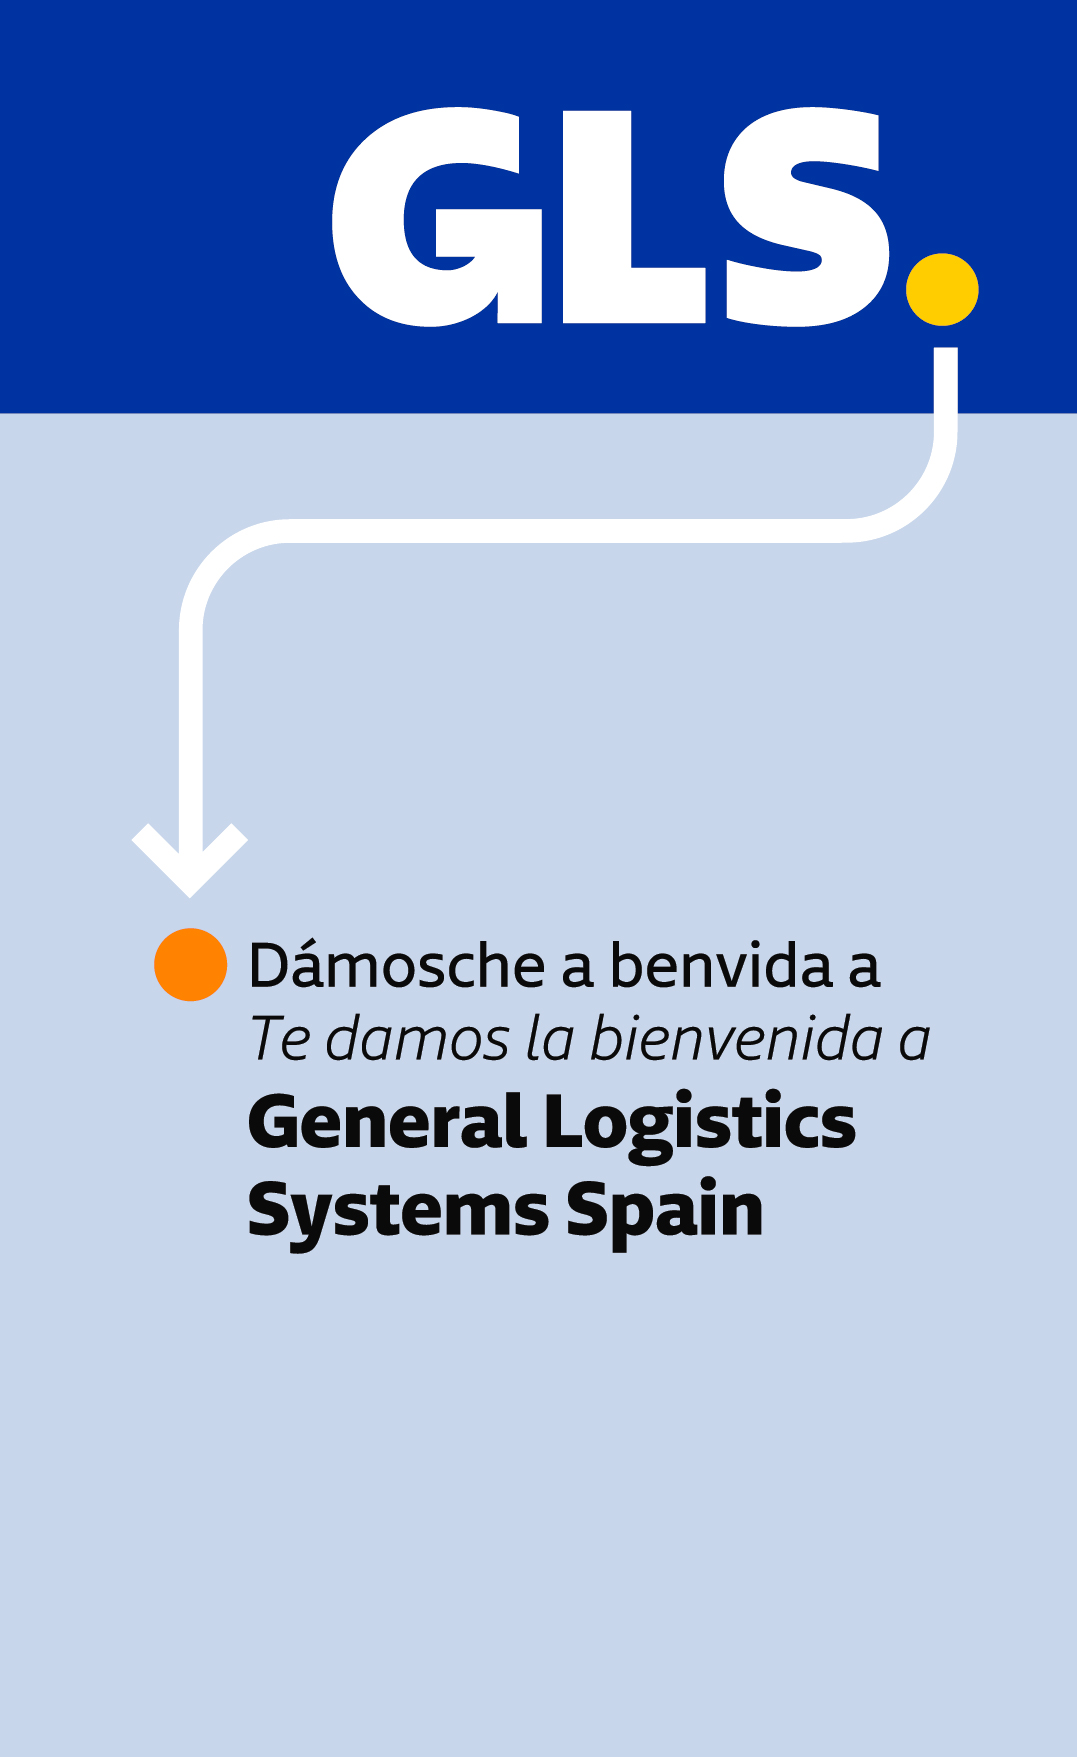 GLS.
Dámosche a benvida a
Te damos la bienvenida a
General Logistics
Systems Spain